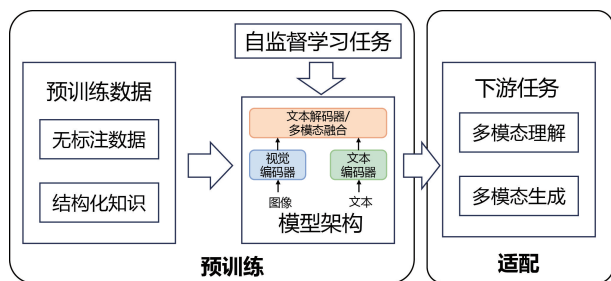 自监督学习任务
预训练数据
无标注数据
结构化知识
文本解码器/
多模态融合
视觉
编码器
文本
编码器
图像
文本
模型架构
预训练
下游任务
多模态理解
多模态生成
适配